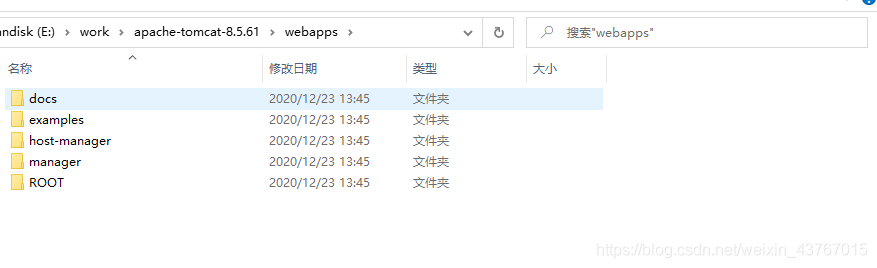 andisk (E:) > work > apache-tomcat-8.5.61 > webapps > 搜索"webapps"
名称 修改日期 类型 大小
docs 2020/12/23 13:45 文件夹
examples 2020/12/23 13:45 文件夹
host-manager 2020/12/23 13:45 文件夹
manager 2020/12/23 13:45 文件夹
ROOT 2020/12/23 13:45 文件夹
https://blog.csdn.net/weixin_43767015